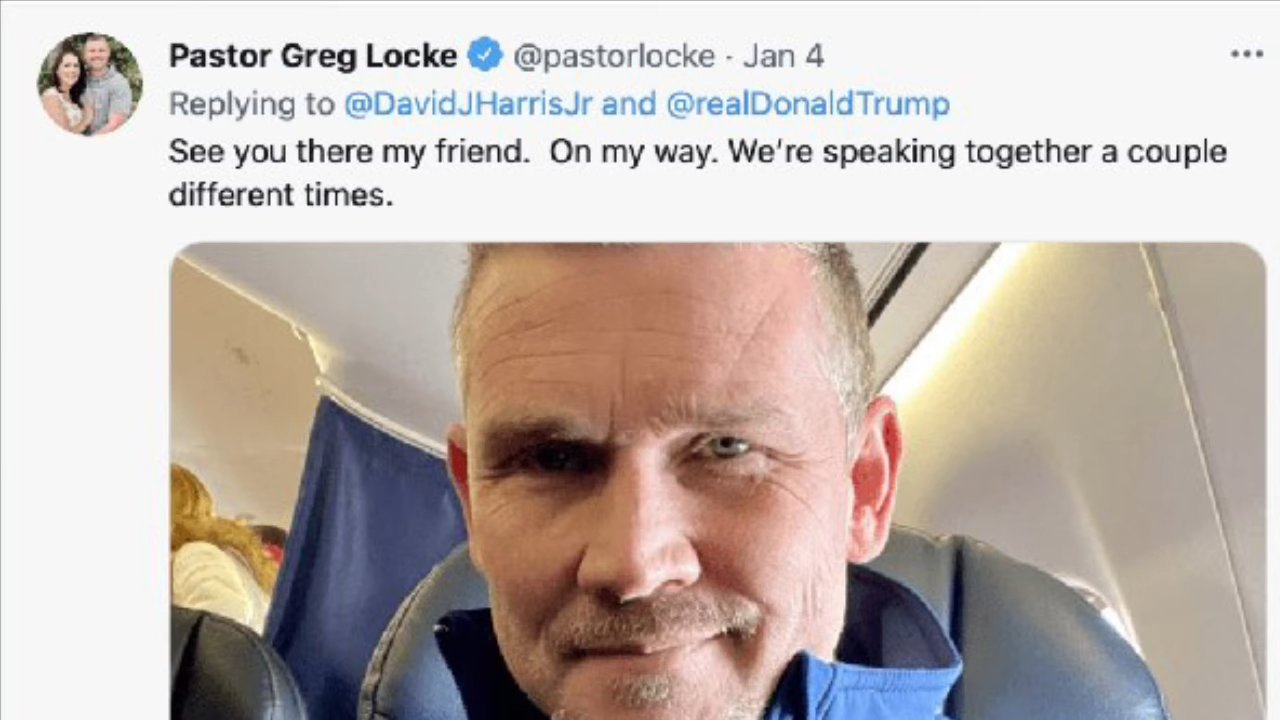 Pastor Greg Locke @pastorlocke · Jan 4
Replying to @DavidJHarrisJr and @realDonaldTrump
See you there my friend.  On my way. We're speaking together a couple
different times.